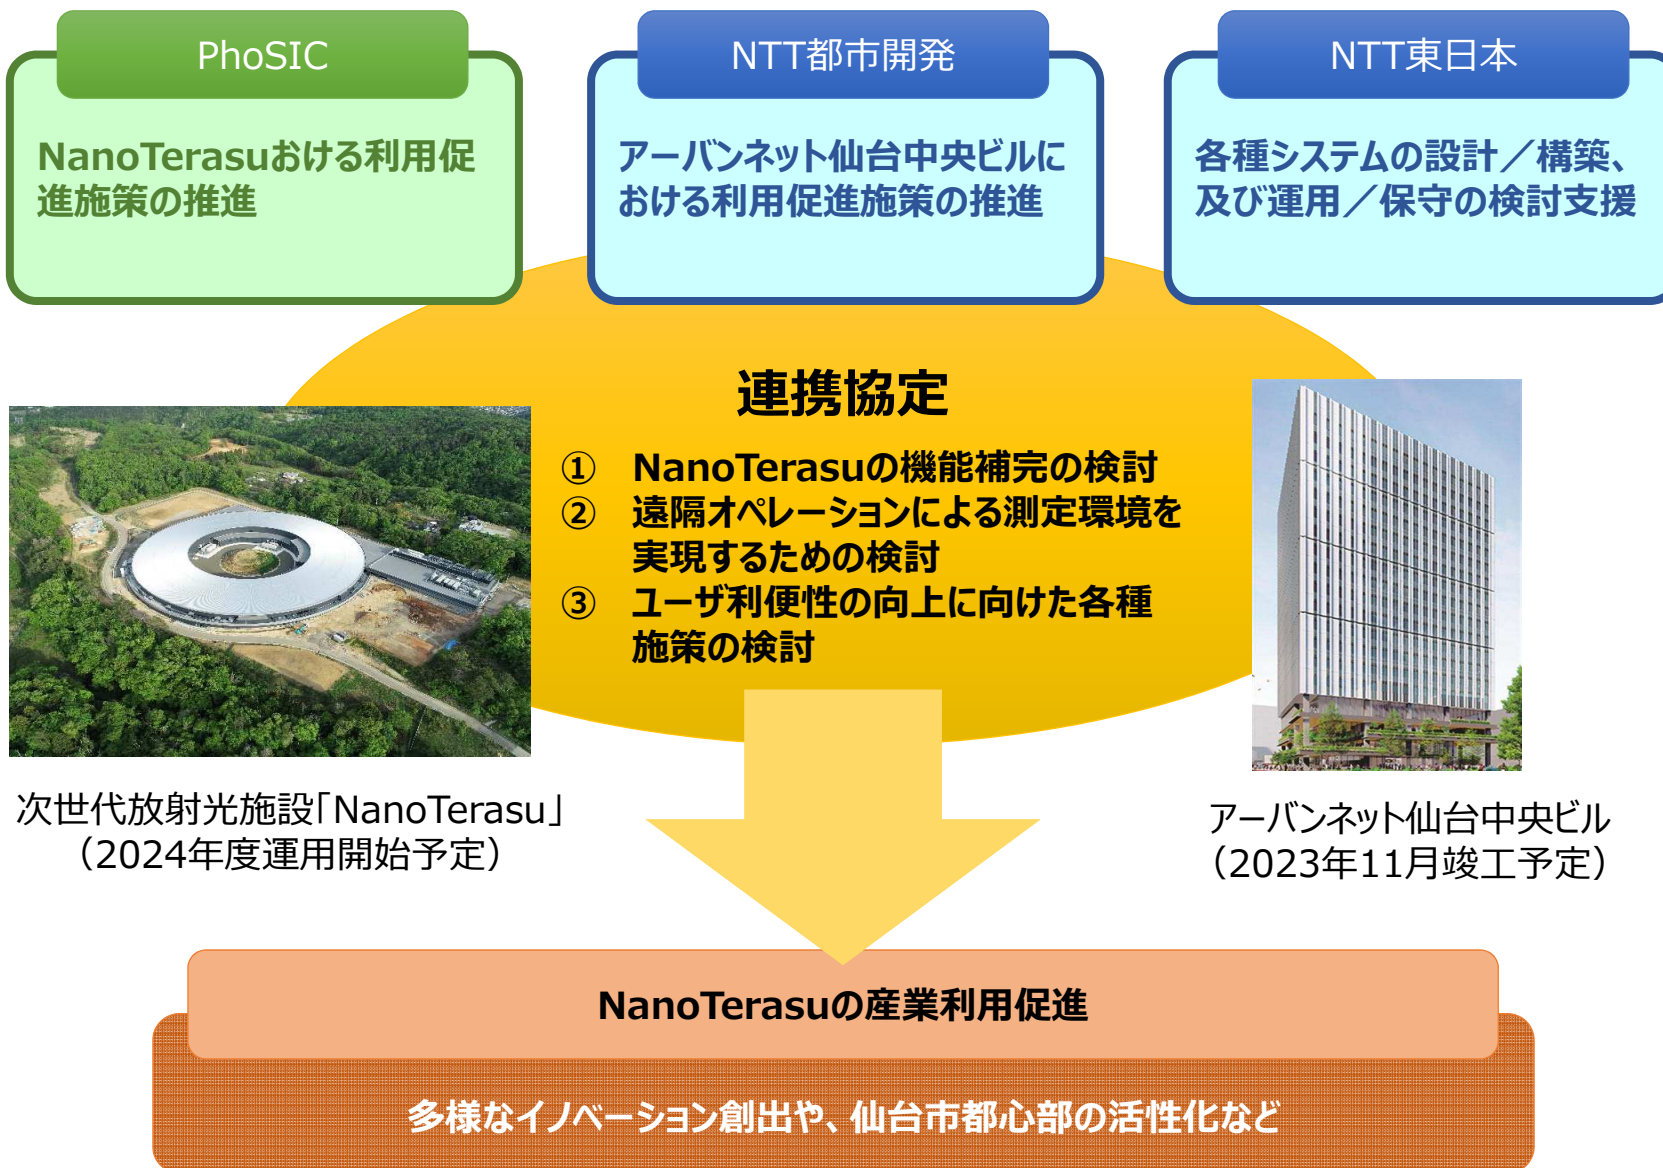 PhoSIC
NanoTerasuおける利用促
進施策の推進
NTT都市開発
アーバンネット仙台中央ビルに
おける利用促進施策の推進
NTT東日本
各種システムの設計／構築、
及び運用／保守の検討支援
連携協定
① NanoTerasuの機能補完の検討
② 遠隔オペレーションによる測定環境を
実現するための検討
③ ユーザ利便性の向上に向けた各種
施策の検討
次世代放射光施設「NanoTerasu」
（2024年度運用開始予定）
アーバンネット仙台中央ビル
（2023年11月竣工予定）
NanoTerasuの産業利用促進
多様なイノベーション創出や、仙台市都心部の活性化など